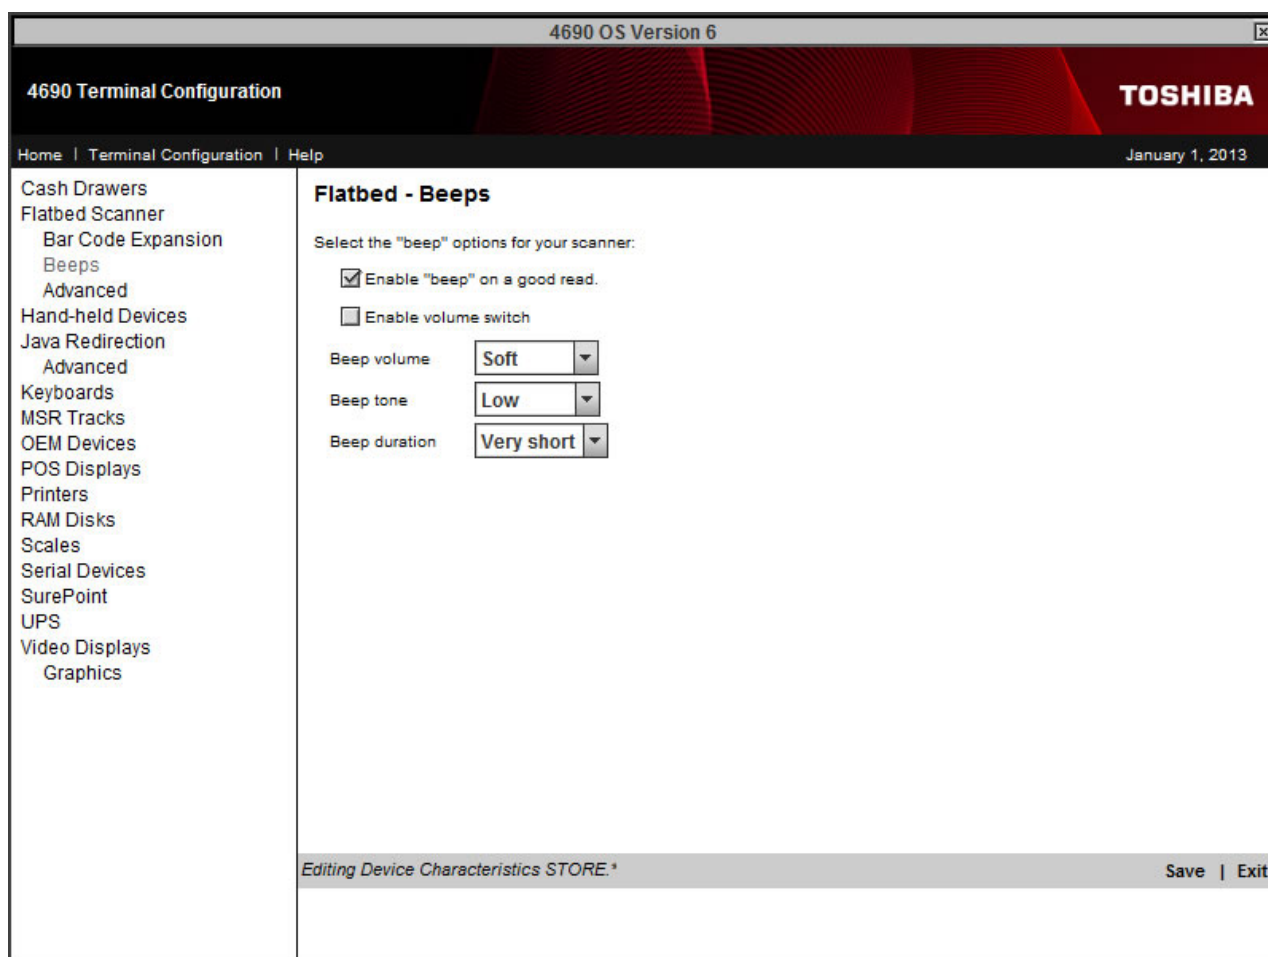 4690 OS Version 6
4690 Terminal Configuration
TOSHIBA
Home | Terminal Configuration | Help
January 1, 2013
Cash Drawers
Flatbed Scanner
Bar Code Expansion
Beeps
Advanced
Hand-held Devices
Java Redirection
Advanced
Keyboards
MSR Tracks
OEM Devices
POS Displays
Printers
RAM Disks
Scales
Serial Devices
SurePoint
UPS
Video Displays
Graphics
Flatbed - Beeps
Select the "beep" options for your scanner:
Enable "beep" on a good read.
Enable volume switch
Beep volume Soft
Beep tone Low
Beep duration Very short
Editing Device Characteristics STORE.*
Save | Exit